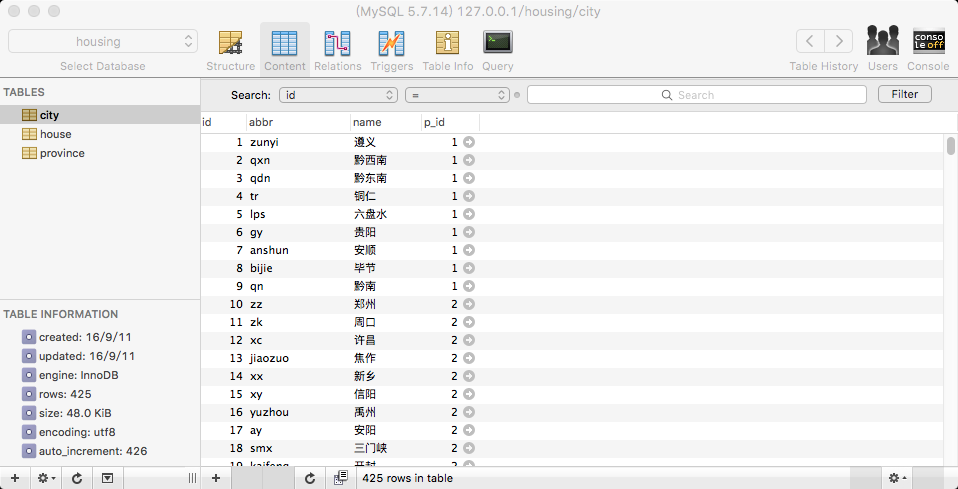 (MySQL 5.7.14) 127.0.0.1/housing/city
housing
Select Database
Structure
Content
Relations
Triggers
Table Info
Query
Table History
Users
conso
le off
Console
TABLES
city
house
province
Search:
id
=
Search
Filter
id abbr name p_id
1 zunyi 遵义 1
2 qxn 黔西南 1
3 qdn 黔东南 1
4 tr 铜仁 1
5 lps 六盘水 1
6 gy 贵阳 1
7 anshun 安顺 1
8 bijie 毕节 1
9 qn 黔南 1
10 zz 郑州 2
11 zk 周口 2
12 xc 许昌 2
13 jiaozuo 焦作 2
14 xx 新乡 2
15 xy 信阳 2
16 yuzhou 禹州 2
17 ay 安阳 2
18 smx 三门峡 2
19 kaifeng 开封 2
TABLE INFORMATION
created: 16/9/11
updated: 16/9/11
engine: InnoDB
rows: 425
size: 48.0 KiB
encoding: utf8
auto_increment: 426
425 rows in table